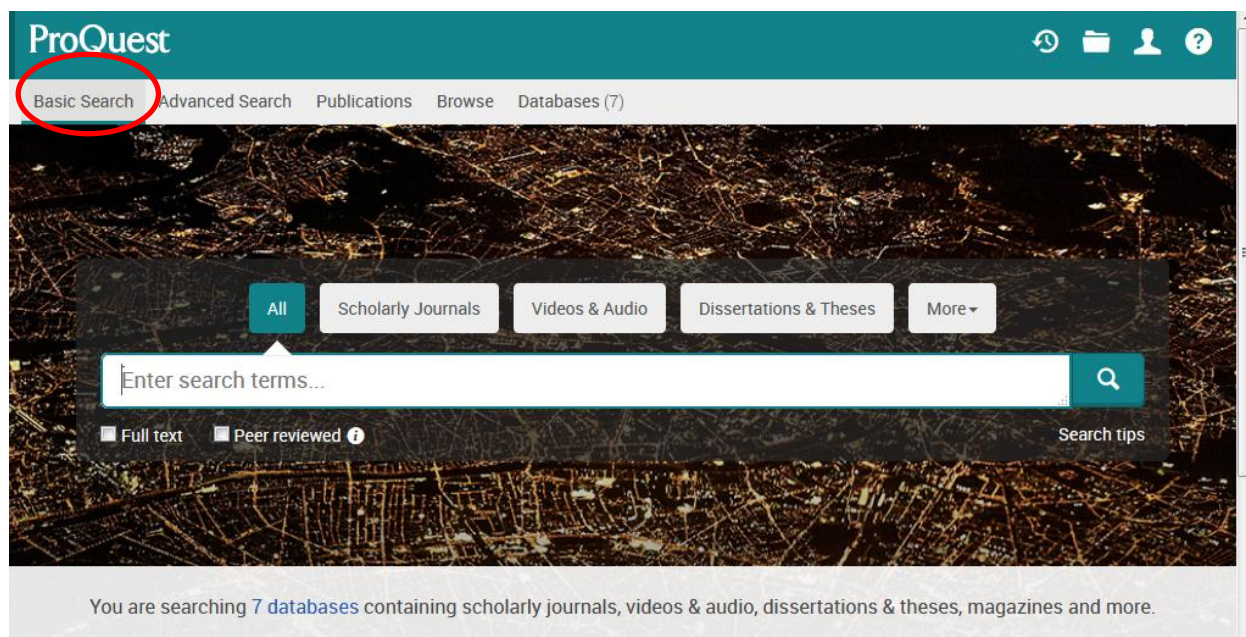 ProQuest
Basic Search Advanced Search Publications Browse Databases (7)
All Scholarly Journals Videos & Audio Dissertations & Theses More
Enter search terms...
Full text Peer reviewed Search tips
You are searching 7 databases containing scholarly journals, videos & audio, dissertations & theses, magazines and more.